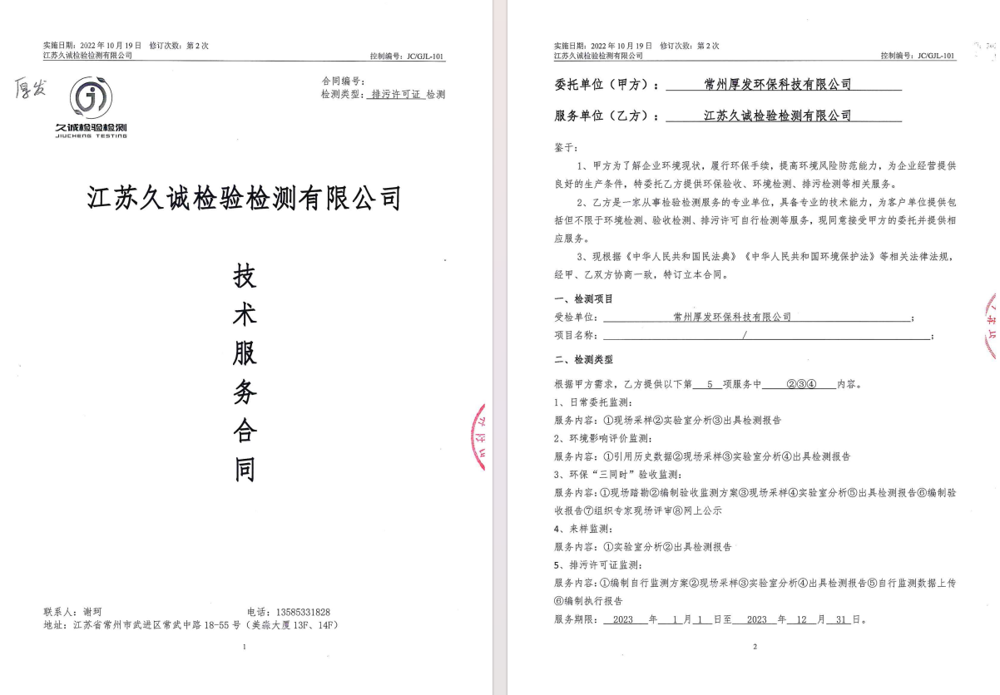 实施日期：2022 年 10 月 19 日 修订次数：第 2 次
江苏久诚检验检测有限公司 控制编号：JC/GJL-101
厚发
合同编号：
检测类型：排污许可证 检测
久诚检验检测
JIUCHENG TESTING
江苏久诚检验检测有限公司
技
术
服
务
合
同
联系人：谢珂 电话：13585331828
地址：江苏省常州市武进区常武中路 18-55 号（美淼大厦 13F、14F）
1
实施日期：2022 年 10 月 19 日 修订次数：第 2 次
江苏久诚检验检测有限公司 控制编号：JC/GJL-101
委托单位（甲方）：常州厚发环保科技有限公司
服务单位（乙方）：江苏久诚检验检测有限公司
鉴于：
1、甲方为了解企业环境现状，履行环保手续，提高环境风险防范能力，为企业经营提供
良好的生产条件，特委托乙方提供环保验收、环境检测、排污检测等相关服务。
2、乙方是一家从事检验检测服务的专业单位，具备专业的技术能力，为客户单位提供包
括但不限于环境检测、验收检测、排污许可自行检测等服务，现同意接受甲方的委托并提供相
应服务。
3、现根据《中华人民共和国民法典》《中华人民共和国环境保护法》等相关法律法规，
经甲、乙双方协商一致，特订立本合同。
一、检测项目
受检单位：常州厚发环保科技有限公司；
项目名称：/；
二、检测类型
根据甲方需求，乙方提供以下第 5 项服务中 ②③④ 内容。
1、日常委托监测：
服务内容：①现场采样②实验室分析③出具检测报告
2、环境影响评价监测：
服务内容：①引用历史数据②现场采样③实验室分析④出具检测报告
3、环保“三同时”验收监测：
服务内容：①现场踏勘②编制验收监测方案③现场采样④实验室分析⑤出具检测报告⑥编制验
收报告⑦组织专家现场评审⑧网上公示
4、来样监测：
服务内容：①实验室分析②出具检测报告
5、排污许可证监测：
服务内容：①编制自行监测方案②现场采样③实验室分析④出具检测报告⑤自行监测数据上传
⑥编制执行报告
服务期限：2023 年 1 月 1 日至 2023 年 12 月 31 日。
2